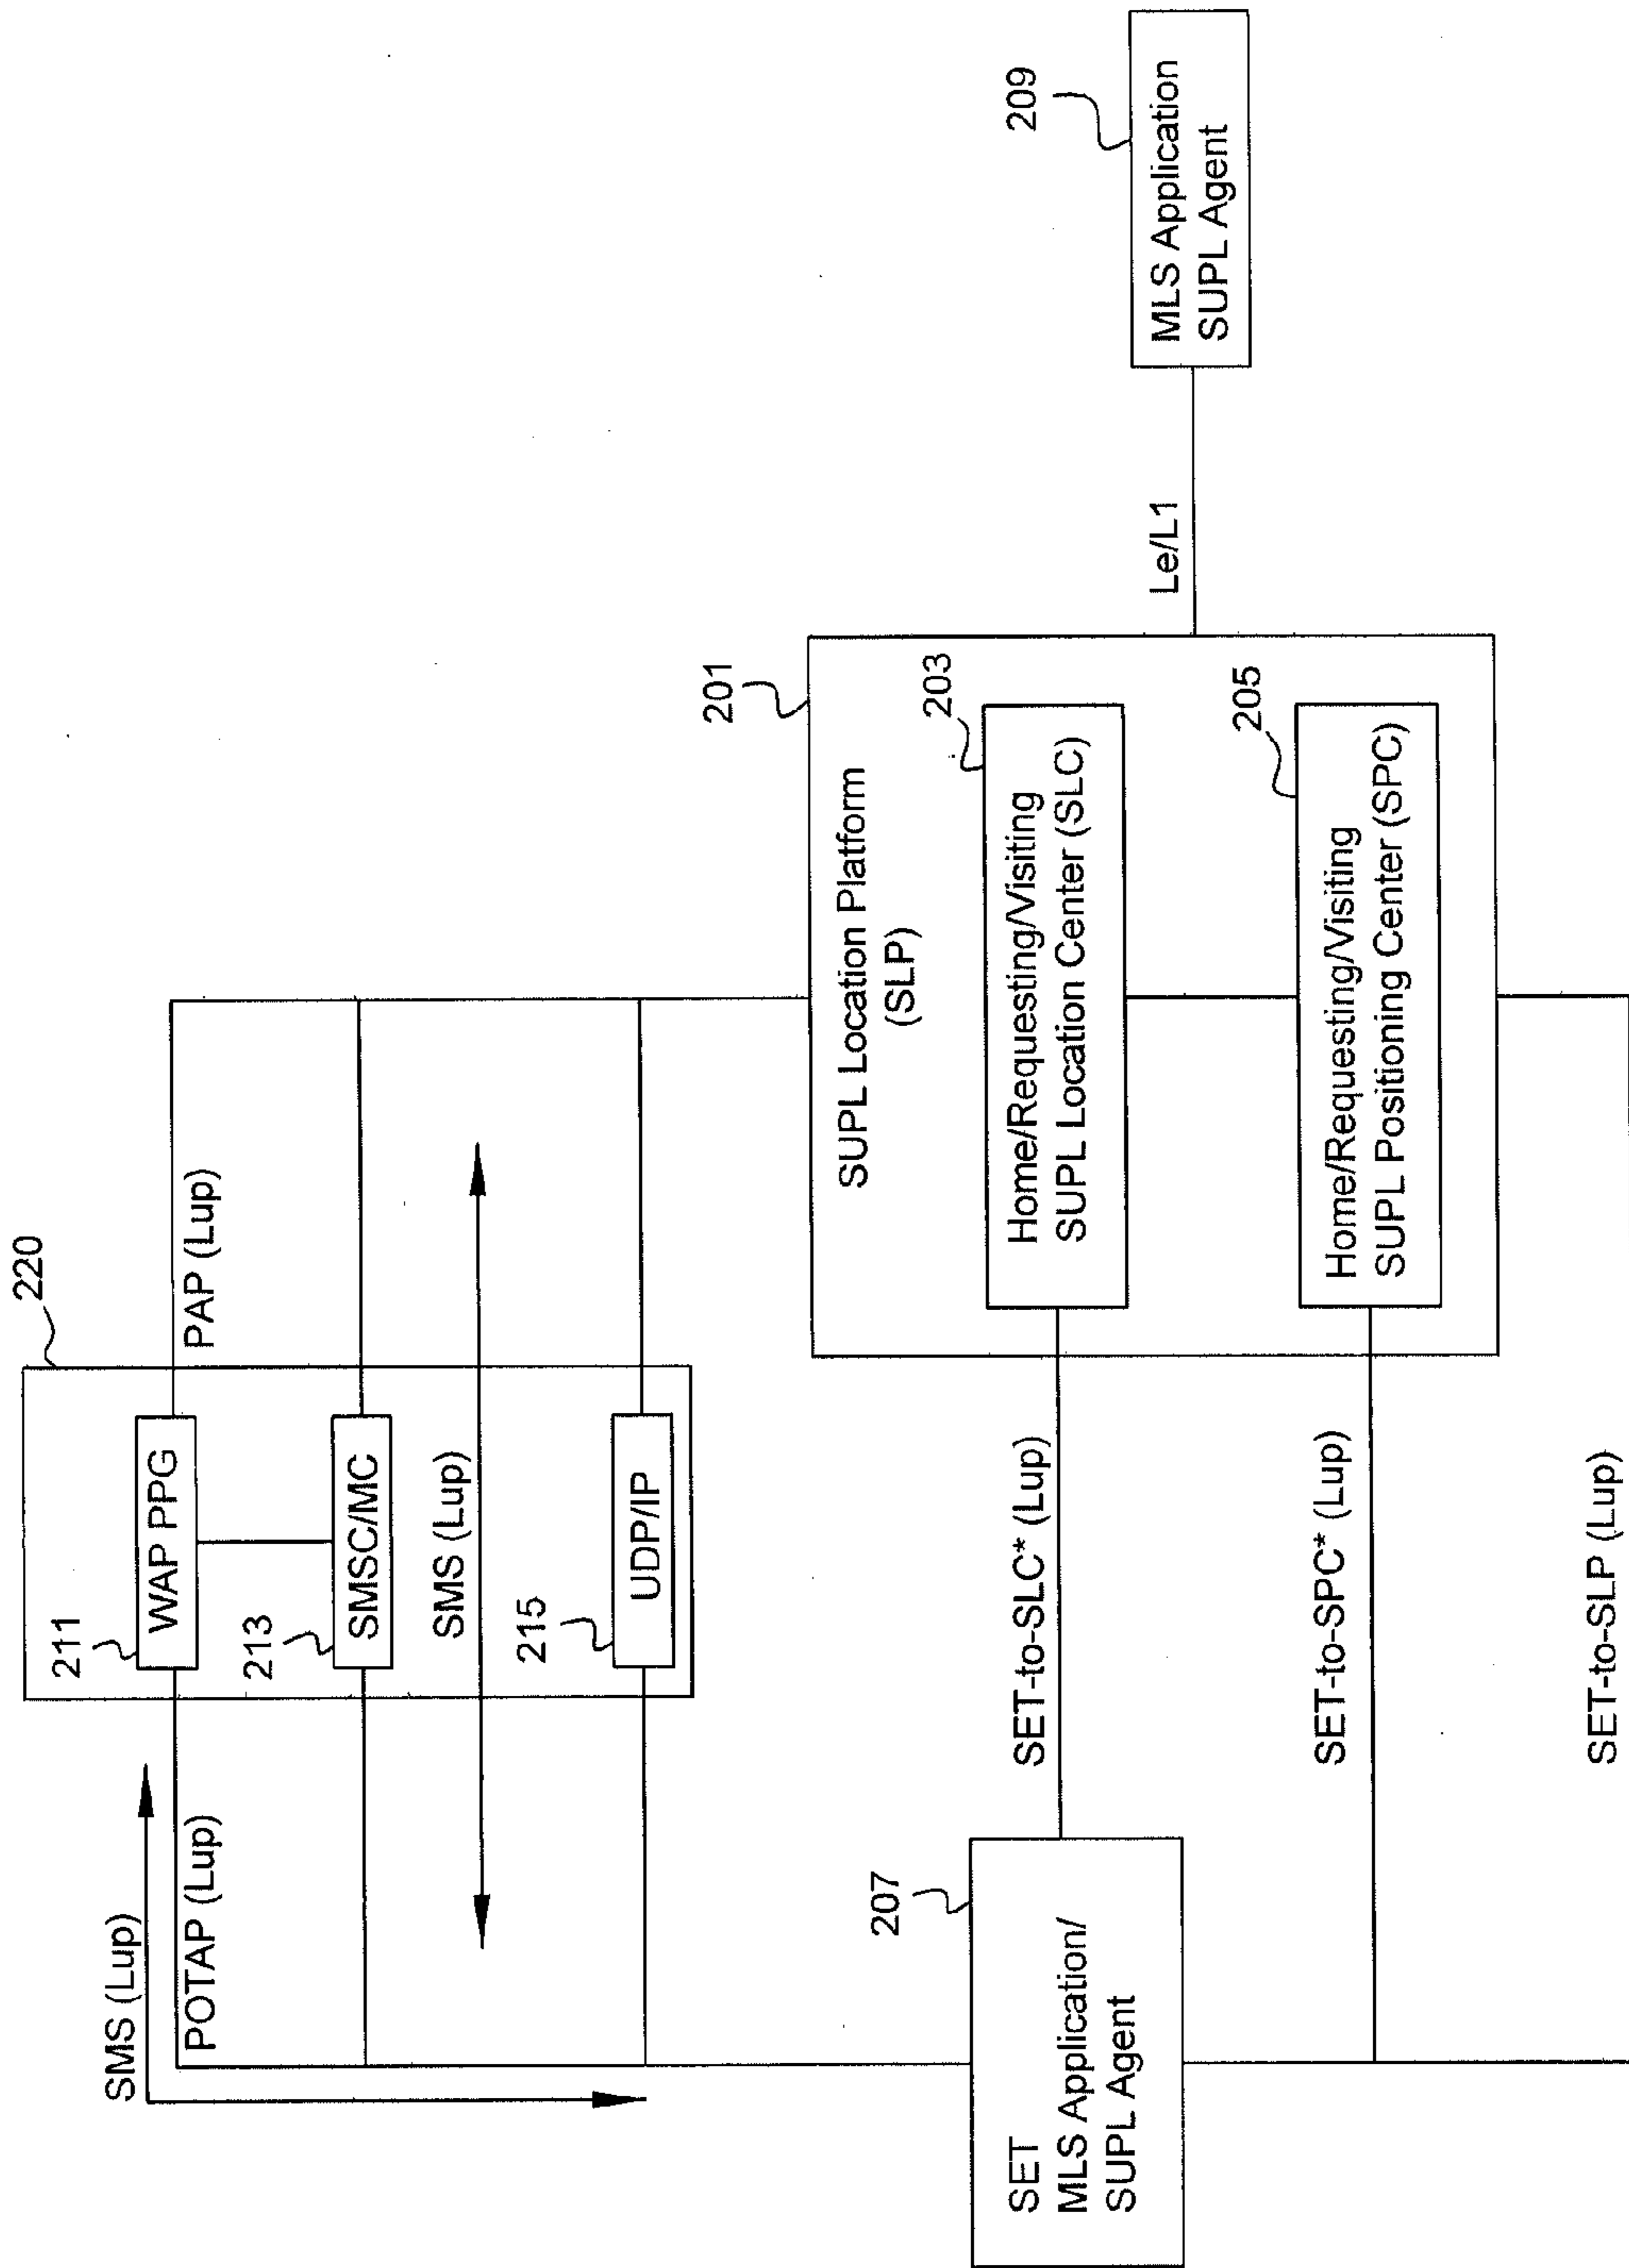 SMS (Lup)
POTAP (Lup)
220
PAP (Lup)
211
WAP PPG
213
SMSC/MC
SMS (Lup)
215
UDP/IP
201
SUPL Location Platform
(SLP)
203
Home/Requesting/Visiting
SUPL Location Center (SLC)
205
Home/Requesting/Visiting
SUPL Positioning Center (SPC)
Le/L1
209
MLS Application
SUPL Agent
207
SET
MLS Application/
SUPL Agent
SET-to-SLC* (Lup)
SET-to-SPC* (Lup)
SET-to-SLP (Lup)